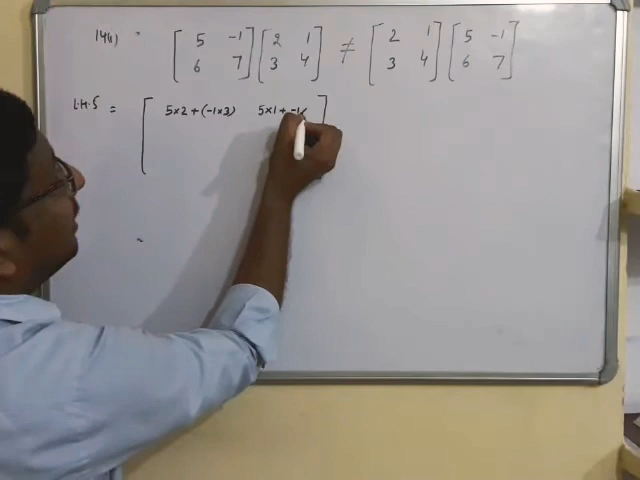 14(i) [ 5 -1 [ 2 1 ≠ [ 2 1 [ 5 -1
6 7 ] 3 4 ] 3 4 ] 6 7 ]
L.H.S = [ 5×2+(-1×3) 5×1+-1× ]
=